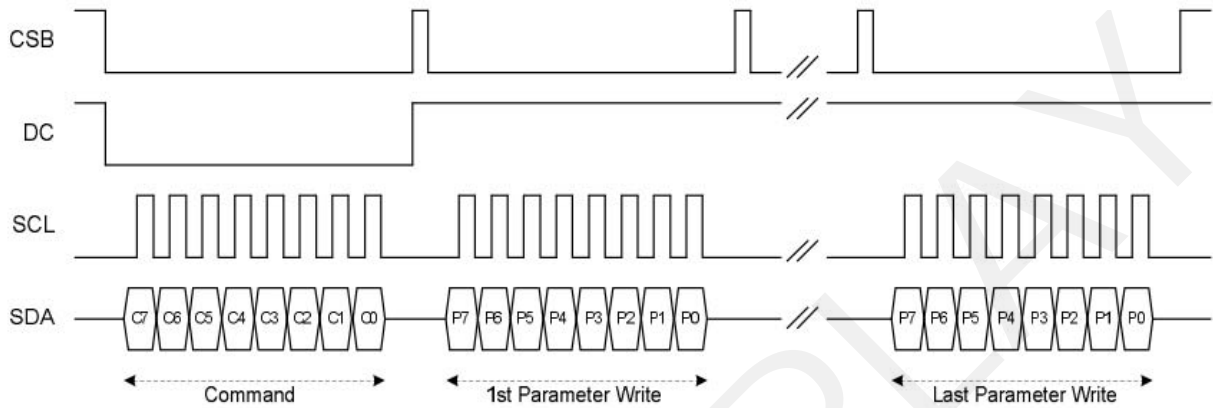 CSB
DC
SCL
SDA C7 C6 C5 C4 C3 C2 C1 C0 P7 P6 P5 P4 P3 P2 P1 P0 P7 P6 P5 P4 P3 P2 P1 P0
Command 1st Parameter Write Last Parameter Write
PLAY